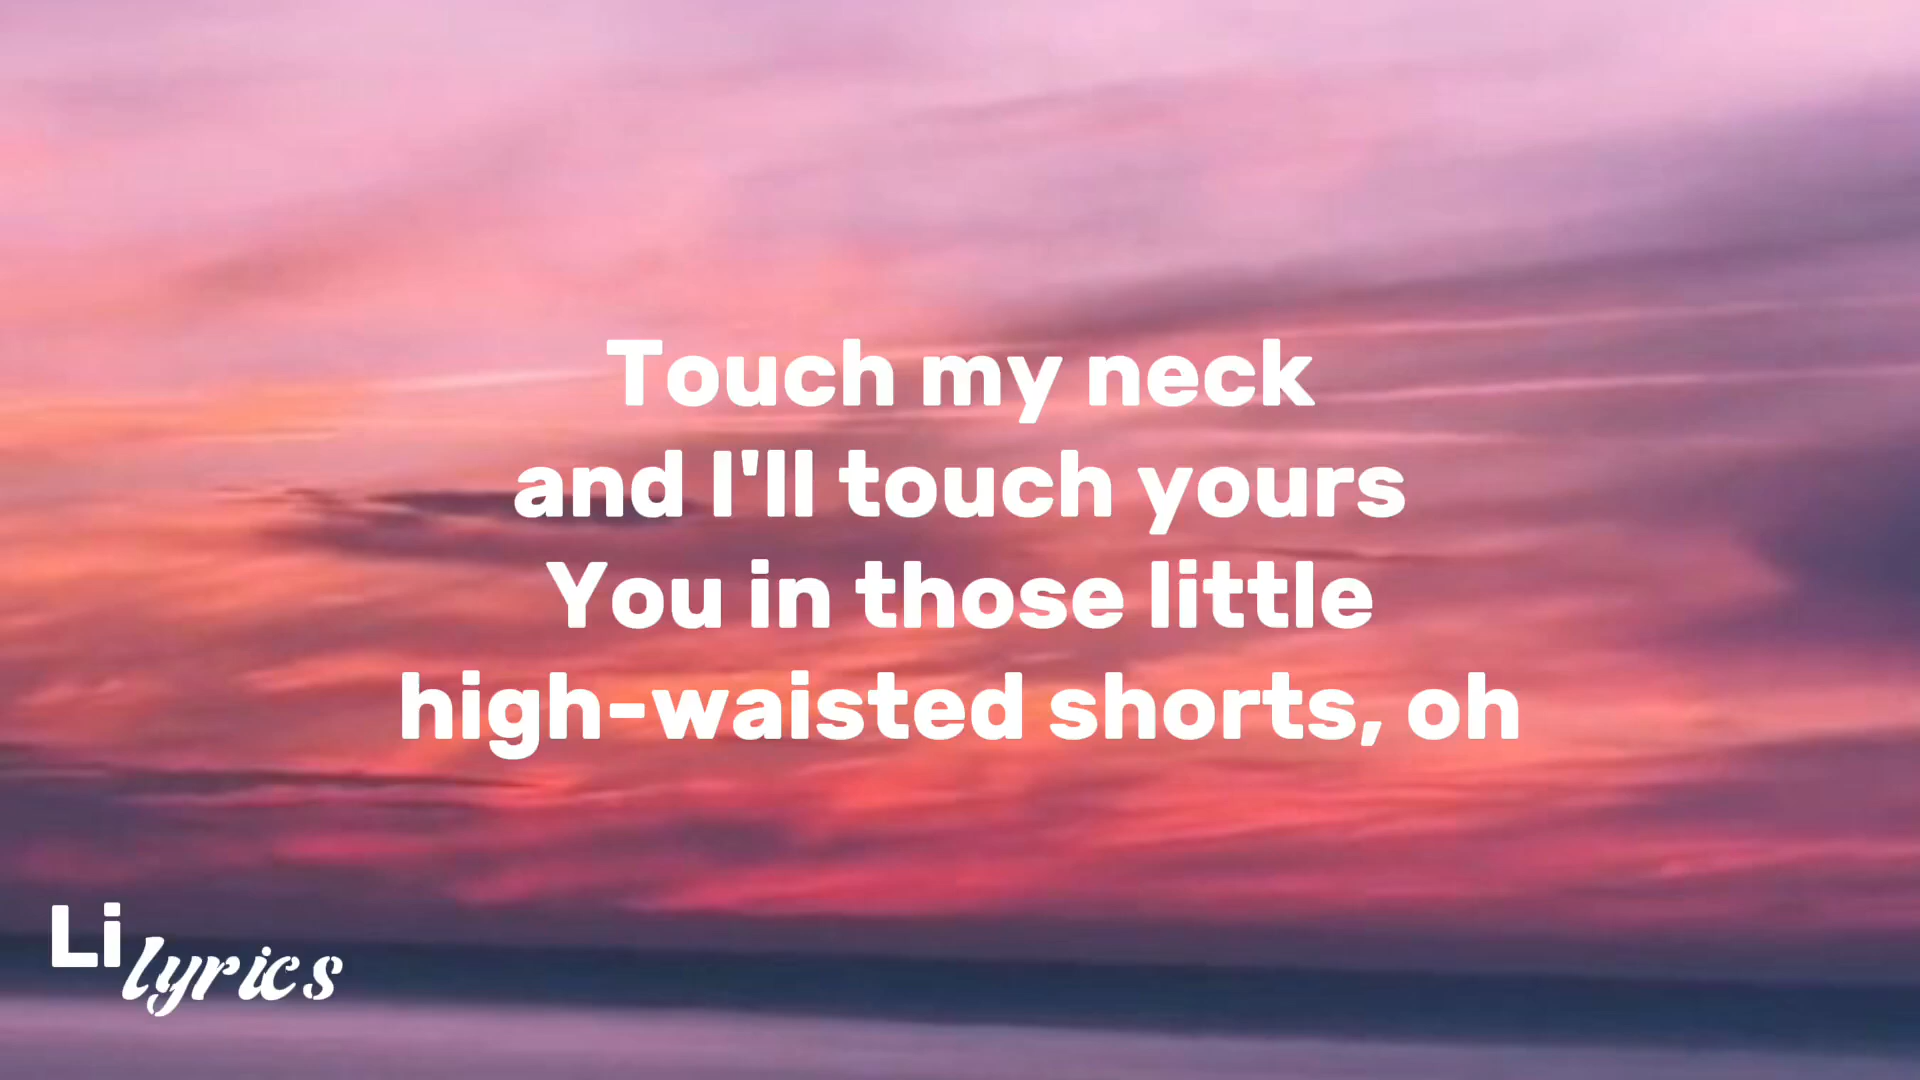 Touch my neck
and I'll touch yours
You in those little
high-waisted shorts, oh
Li lyrics